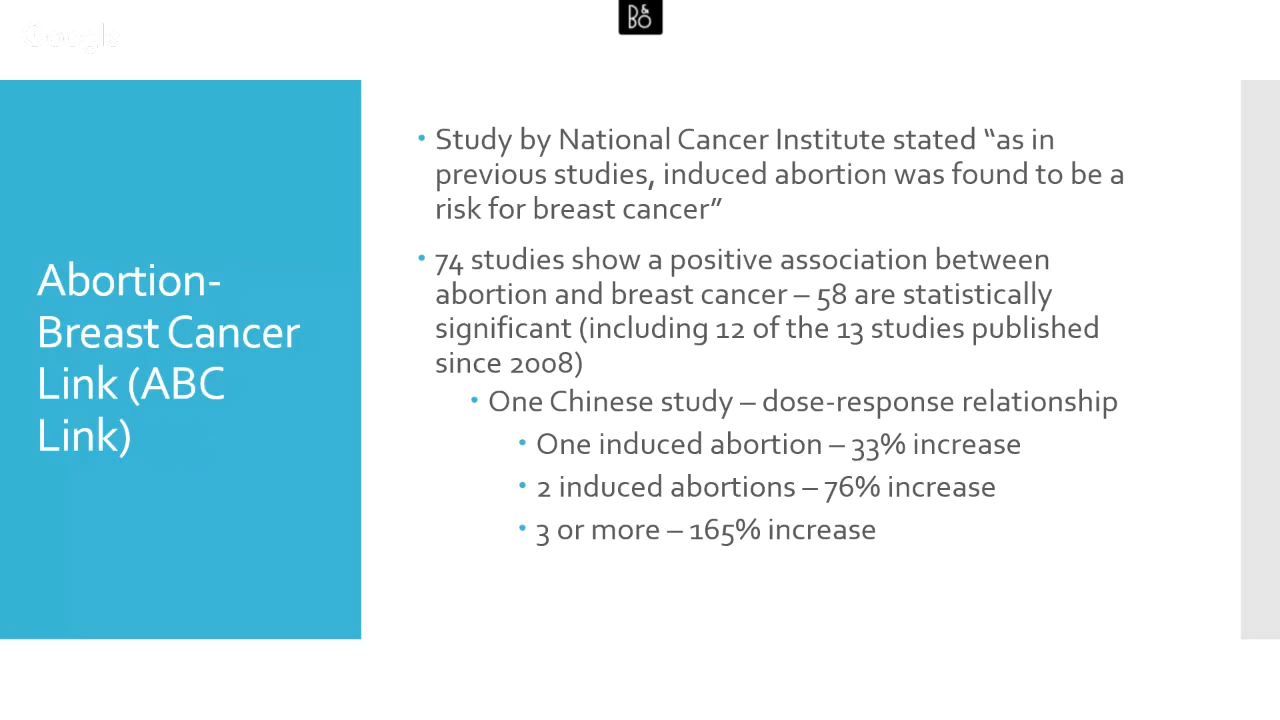 Google
B&O
Abortion-
Breast Cancer
Link (ABC
Link)
• Study by National Cancer Institute stated “as in
previous studies, induced abortion was found to be a
risk for breast cancer”
• 74 studies show a positive association between
abortion and breast cancer – 58 are statistically
significant (including 12 of the 13 studies published
since 2008)
• One Chinese study – dose-response relationship
• One induced abortion – 33% increase
• 2 induced abortions – 76% increase
• 3 or more – 165% increase